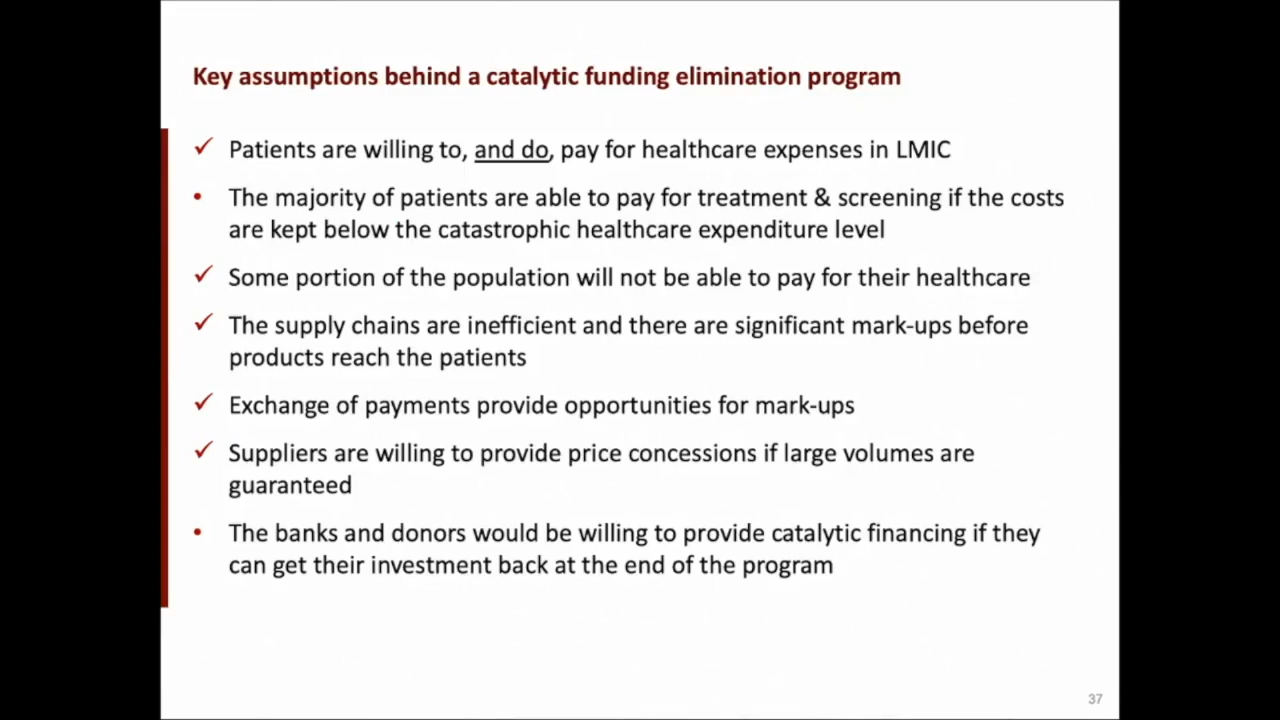 Key assumptions behind a catalytic funding elimination program
✓ Patients are willing to, and do, pay for healthcare expenses in LMIC
• The majority of patients are able to pay for treatment & screening if the costs
are kept below the catastrophic healthcare expenditure level
✓ Some portion of the population will not be able to pay for their healthcare
✓ The supply chains are inefficient and there are significant mark-ups before
products reach the patients
✓ Exchange of payments provide opportunities for mark-ups
✓ Suppliers are willing to provide price concessions if large volumes are
guaranteed
• The banks and donors would be willing to provide catalytic financing if they
can get their investment back at the end of the program
37